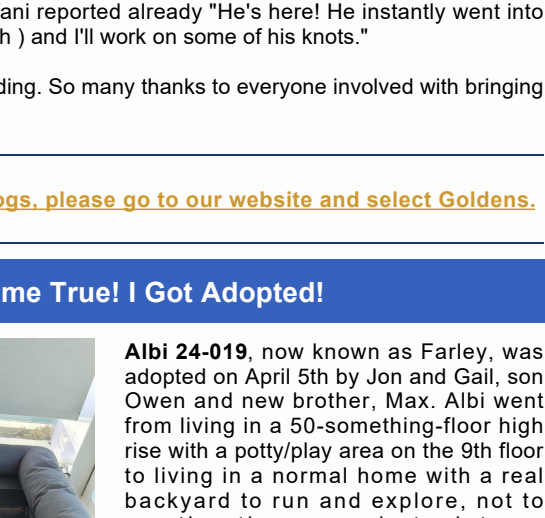 ani reported already "He's here! He instantly went into
h ) and I'll work on some of his knots."
ding. So many thanks to everyone involved with bringing
ogs, please go to our website and select Goldens.
me True! I Got Adopted!
Albi 24-019, now known as Farley, was
adopted on April 5th by Jon and Gail, son
Owen and new brother, Max. Albi went
from living in a 50-something-floor high
rise with a potty/play area on the 9th floor
to living in a normal home with a real
backyard to run and explore, not to